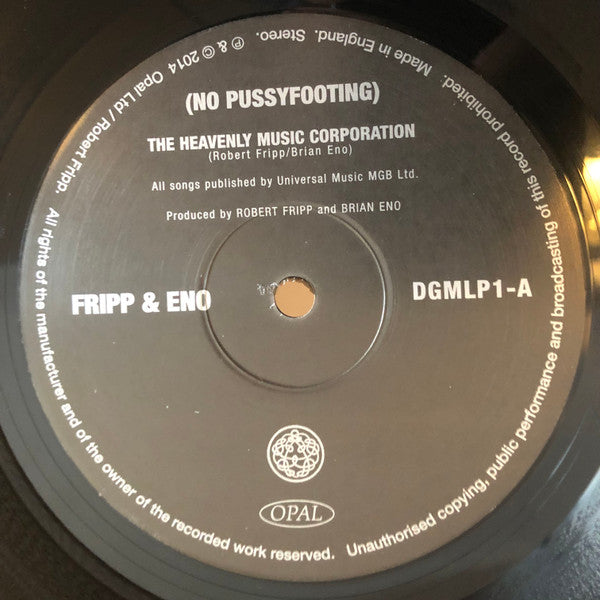 (NO PUSSYFOOTING)
THE HEAVENLY MUSIC CORPORATION
(Robert Fripp/Brian Eno)
All songs published by Universal Music MGB Ltd.
Produced by ROBERT FRIPP and BRIAN ENO
FRIPP & ENO
DGMLP1-A
OPAL
℗ & © 2014 Opal Ltd / Robert Fripp. All rights of the manufacturer and of the owner of the recorded work reserved. Unauthorised copying, public performance and broadcasting of this record prohibited. Made in England. Stereo.